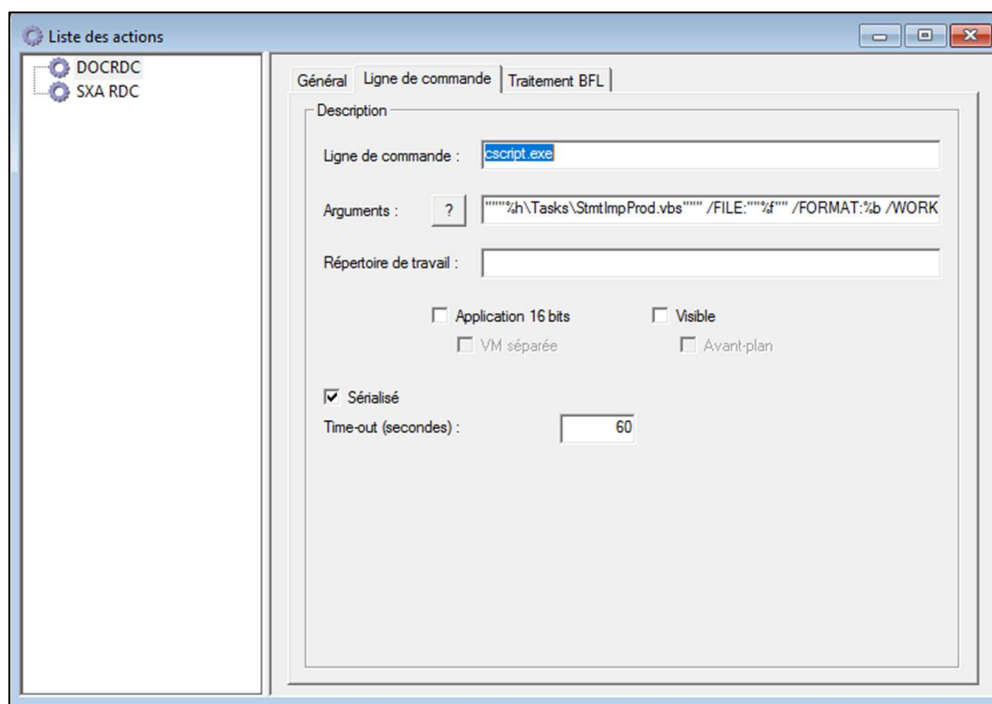 Liste des actions
DOCRDC
SXA RDC
Général
Ligne de commande
Traitement BFL
Description
Ligne de commande :
cscript.exe
Arguments :
?
""""%h\Tasks\StmtImpProd.vbs"""" /FILE:""%f"" /FORMAT:%b /WORK
Répertoire de travail :
Application 16 bits
Visible
VM séparée
Avant-plan
Sérialisé
Time-out (secondes) :
60